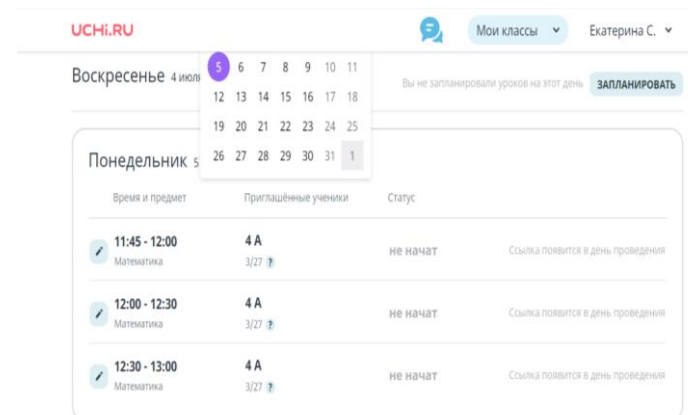 UCHi.RU
Мои классы
Екатерина С.
Воскресенье 4 июля
Вы не запланировали уроков на этот день
ЗАПЛАНИРОВАТЬ
5 6 7 8 9 10 11
12 13 14 15 16 17 18
19 20 21 22 23 24 25
26 27 28 29 30 31 1
Понедельник 5
Время и предмет Приглашённые ученики Статус
11:45 - 12:00 4 А
не начат Ссылка появится в день проведения
Математика 3/27 ?
12:00 - 12:30 4 А
не начат Ссылка появится в день проведения
Математика 3/27 ?
12:30 - 13:00 4 А
не начат Ссылка появится в день проведения
Математика 3/27 ?